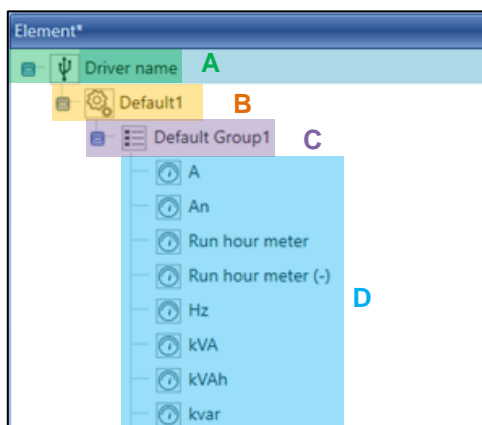 Element*
Driver name A
Default1 B
Default Group1 C
A
An
Run hour meter
Run hour meter (-)
Hz D
kVA
kVAh
kvar